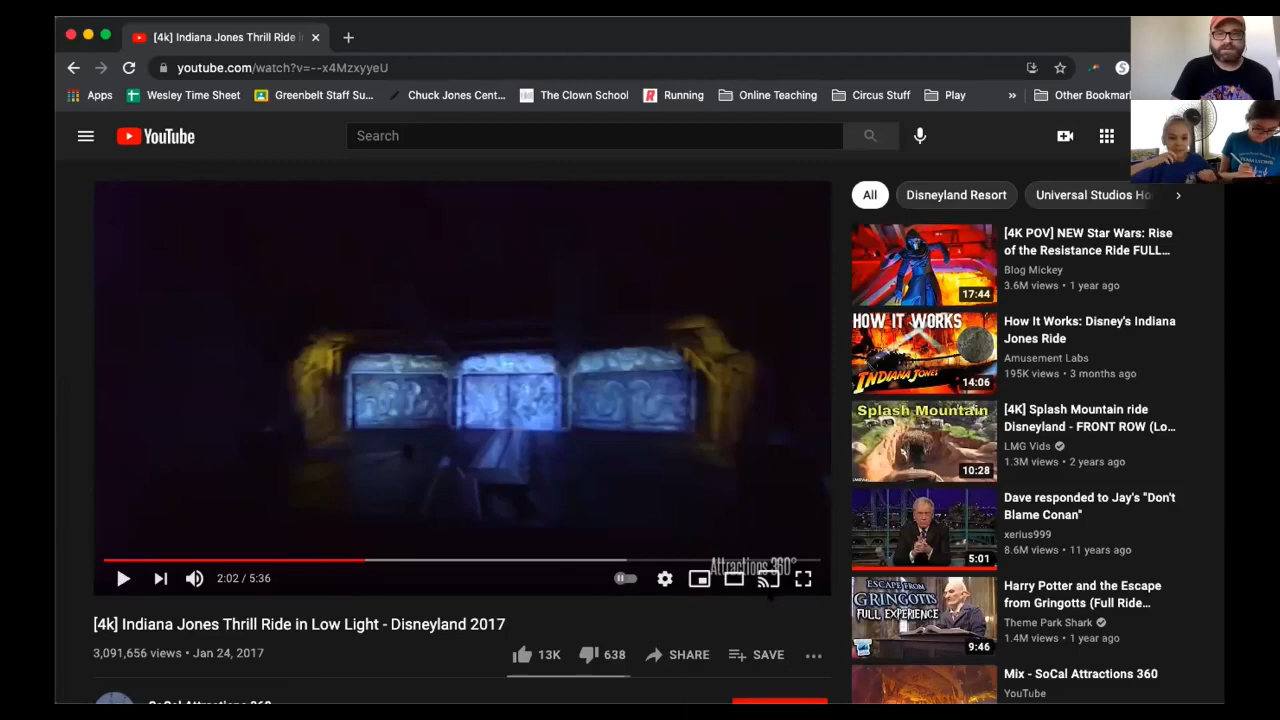 [4k] Indiana Jones Thrill Ride i
youtube.com/watch?v=--x4MzxyyeU
Apps
Wesley Time Sheet
Greenbelt Staff Su...
Chuck Jones Cent...
The Clown School
Running
Online Teaching
Circus Stuff
Play
»
Other Bookmar
YouTube
Search
Attractions 360°
2:02 / 5:36
[4k] Indiana Jones Thrill Ride in Low Light - Disneyland 2017
3,091,656 views • Jan 24, 2017
13K
638
SHARE
SAVE
SoCal Attractions 360
All
Disneyland Resort
Universal Studios Ho
17:44
[4K POV] NEW Star Wars: Rise
of the Resistance Ride FULL...
Blog Mickey
3.6M views • 1 year ago
HOW IT WORKS
INDIANA JONES
14:06
How It Works: Disney's Indiana
Jones Ride
Amusement Labs
195K views • 3 months ago
Splash Mountain
10:28
[4K] Splash Mountain ride
Disneyland - FRONT ROW (Lo...
LMG Vids
1.3M views • 2 years ago
5:01
Dave responded to Jay's "Don't
Blame Conan"
xerius999
8.6M views • 11 years ago
ESCAPE FROM
GRINGOTTS
FULL EXPERIENCE
9:46
Harry Potter and the Escape
from Gringotts (Full Ride...
Theme Park Shark
1.4M views • 1 year ago
Mix - SoCal Attractions 360
YouTube